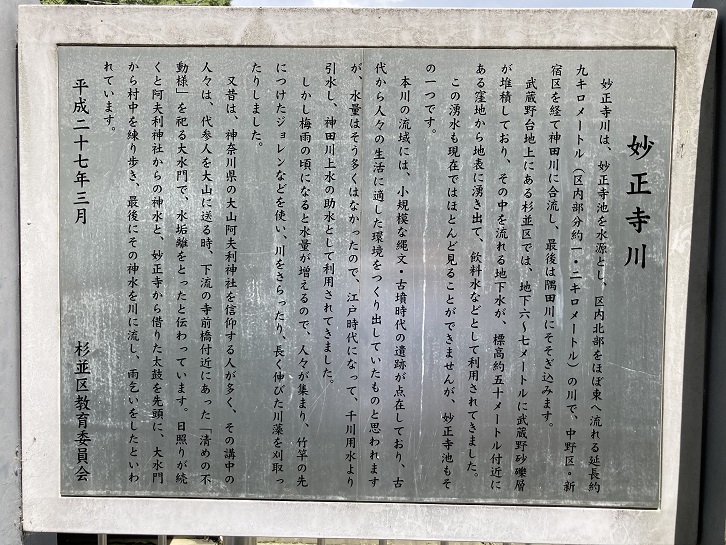 妙正寺川
妙正寺川は、妙正寺池を水源とし、区内北部をほぼ東へ流れる延長約
九キロメートル（区内部分約一・二キロメートル）の川で、中野区・新
宿区を経て神田川に合流し、最後は隅田川にそそぎ込みます。
武蔵野台地上にある杉並区では、地下六～七メートルに武蔵野砂礫層
が堆積しており、その中を流れる地下水が、標高約五十メートル付近に
ある窪地から地表に湧き出て、飲料水などとして利用されてきました。
この湧水も現在ではほとんど見ることができませんが、妙正寺池もそ
の一つです。
本川の流域には、小規模な縄文・古墳時代の遺跡が点在しており、古
代から人々の生活に適した環境をつくり出していたものと思われます
が、水量はそう多くはなかったので、江戸時代になって、千川用水より
引水し、神田川上水の助水として利用されてきました。
しかし梅雨の頃になると水量が増えるので、人々が集まり、竹竿の先
につけたジョレンなどを使い、川をさらったり、長く伸びた川藻を刈取っ
たりしました。
又昔は、神奈川県の大山阿夫利神社を信仰する人が多く、その講中の
人々は、代参人を大山に送る時、下流の寺前橋付近にあった「清めの不
動様」を祀る大水門で、水垢離をとったと伝わっています。日照りが続
くと阿夫利神社からの神水と、妙正寺から借りた太鼓を先頭に、大水門
から村中を練り歩き、最後にその神水を川に流し、雨乞いをしたといわ
れています。
平成二十七年三月
杉並区教育委員会